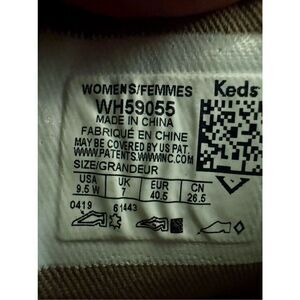 WOMENS/FEMMES Keds
WH59055
MADE IN CHINA
FABRIQUÉ EN CHINE
MAY BE COVERED BY US PAT.
WWW.PATENTS.WWWINC.COM
SIZE/GRANDEUR
USA UK EUR CN
9.5 W 7 40.5 26.5
0419 61443